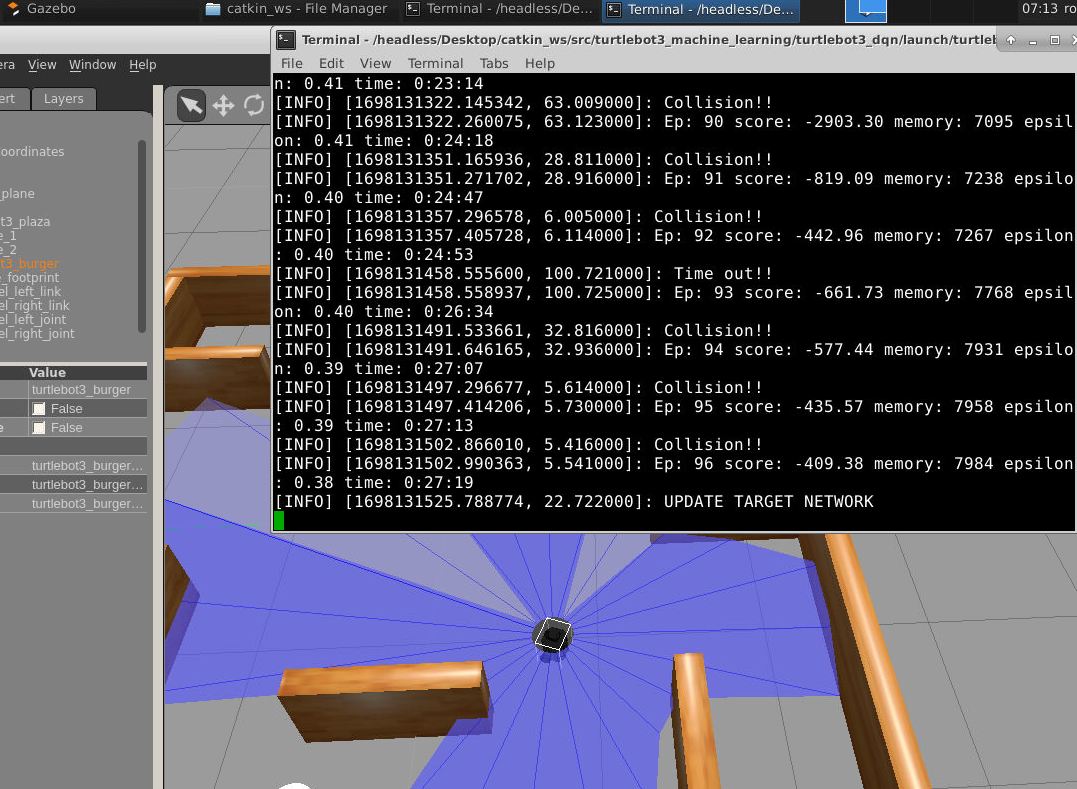 Gazebo
catkin_ws - File Manager
Terminal - /headless/De...
Terminal - /headless/De...
07:13 ro
Terminal - /headless/Desktop/catkin_ws/src/turtlebot3_machine_learning/turtlebot3_dqn/launch/turtleb
era View Window Help
File Edit View Terminal Tabs Help
ert Layers
n: 0.41 time: 0:23:14
[INFO] [1698131322.145342, 63.009000]: Collision!!
[INFO] [1698131322.260075, 63.123000]: Ep: 90 score: -2903.30 memory: 7095 epsil
on: 0.41 time: 0:24:18
[INFO] [1698131351.165936, 28.811000]: Collision!!
[INFO] [1698131351.271702, 28.916000]: Ep: 91 score: -819.09 memory: 7238 epsilo
n: 0.40 time: 0:24:47
[INFO] [1698131357.296578, 6.005000]: Collision!!
[INFO] [1698131357.405728, 6.114000]: Ep: 92 score: -442.96 memory: 7267 epsilon
: 0.40 time: 0:24:53
[INFO] [1698131458.555600, 100.721000]: Time out!!
[INFO] [1698131458.558937, 100.725000]: Ep: 93 score: -661.73 memory: 7768 epsil
on: 0.40 time: 0:26:34
[INFO] [1698131491.533661, 32.816000]: Collision!!
[INFO] [1698131491.646165, 32.936000]: Ep: 94 score: -577.44 memory: 7931 epsilo
n: 0.39 time: 0:27:07
[INFO] [1698131497.296677, 5.614000]: Collision!!
[INFO] [1698131497.414206, 5.730000]: Ep: 95 score: -435.57 memory: 7958 epsilon
: 0.39 time: 0:27:13
[INFO] [1698131502.866010, 5.416000]: Collision!!
[INFO] [1698131502.990363, 5.541000]: Ep: 96 score: -409.38 memory: 7984 epsilon
: 0.38 time: 0:27:19
[INFO] [1698131525.788774, 22.722000]: UPDATE TARGET NETWORK
oordinates
_plane
t3_plaza
e_1
e_2
t3_burger
e_footprint
el_left_link
el_right_link
el_left_joint
el_right_joint
Value
turtlebot3_burger
False
e False
turtlebot3_burger...
turtlebot3_burger...
turtlebot3_burger...